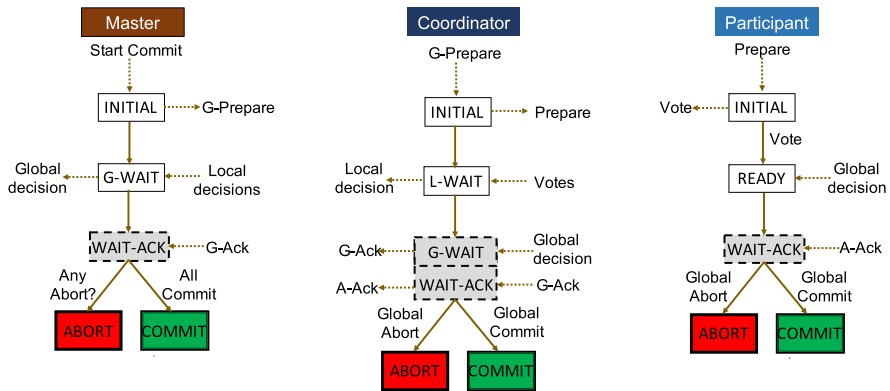 Master
Start Commit
INITIAL
G-Prepare
Global
decision
G-WAIT
Local
decisions
WAIT-ACK
G-Ack
Any
Abort?
All
Commit
ABORT
COMMIT
Coordinator
G-Prepare
INITIAL
Prepare
Local
decision
L-WAIT
Votes
G-Ack
G-WAIT
Global
decision
A-Ack
WAIT-ACK
G-Ack
Global
Abort
Global
Commit
ABORT
COMMIT
Participant
Prepare
Vote
INITIAL
Vote
READY
Global
decision
WAIT-ACK
A-Ack
Global
Abort
Global
Commit
ABORT
COMMIT